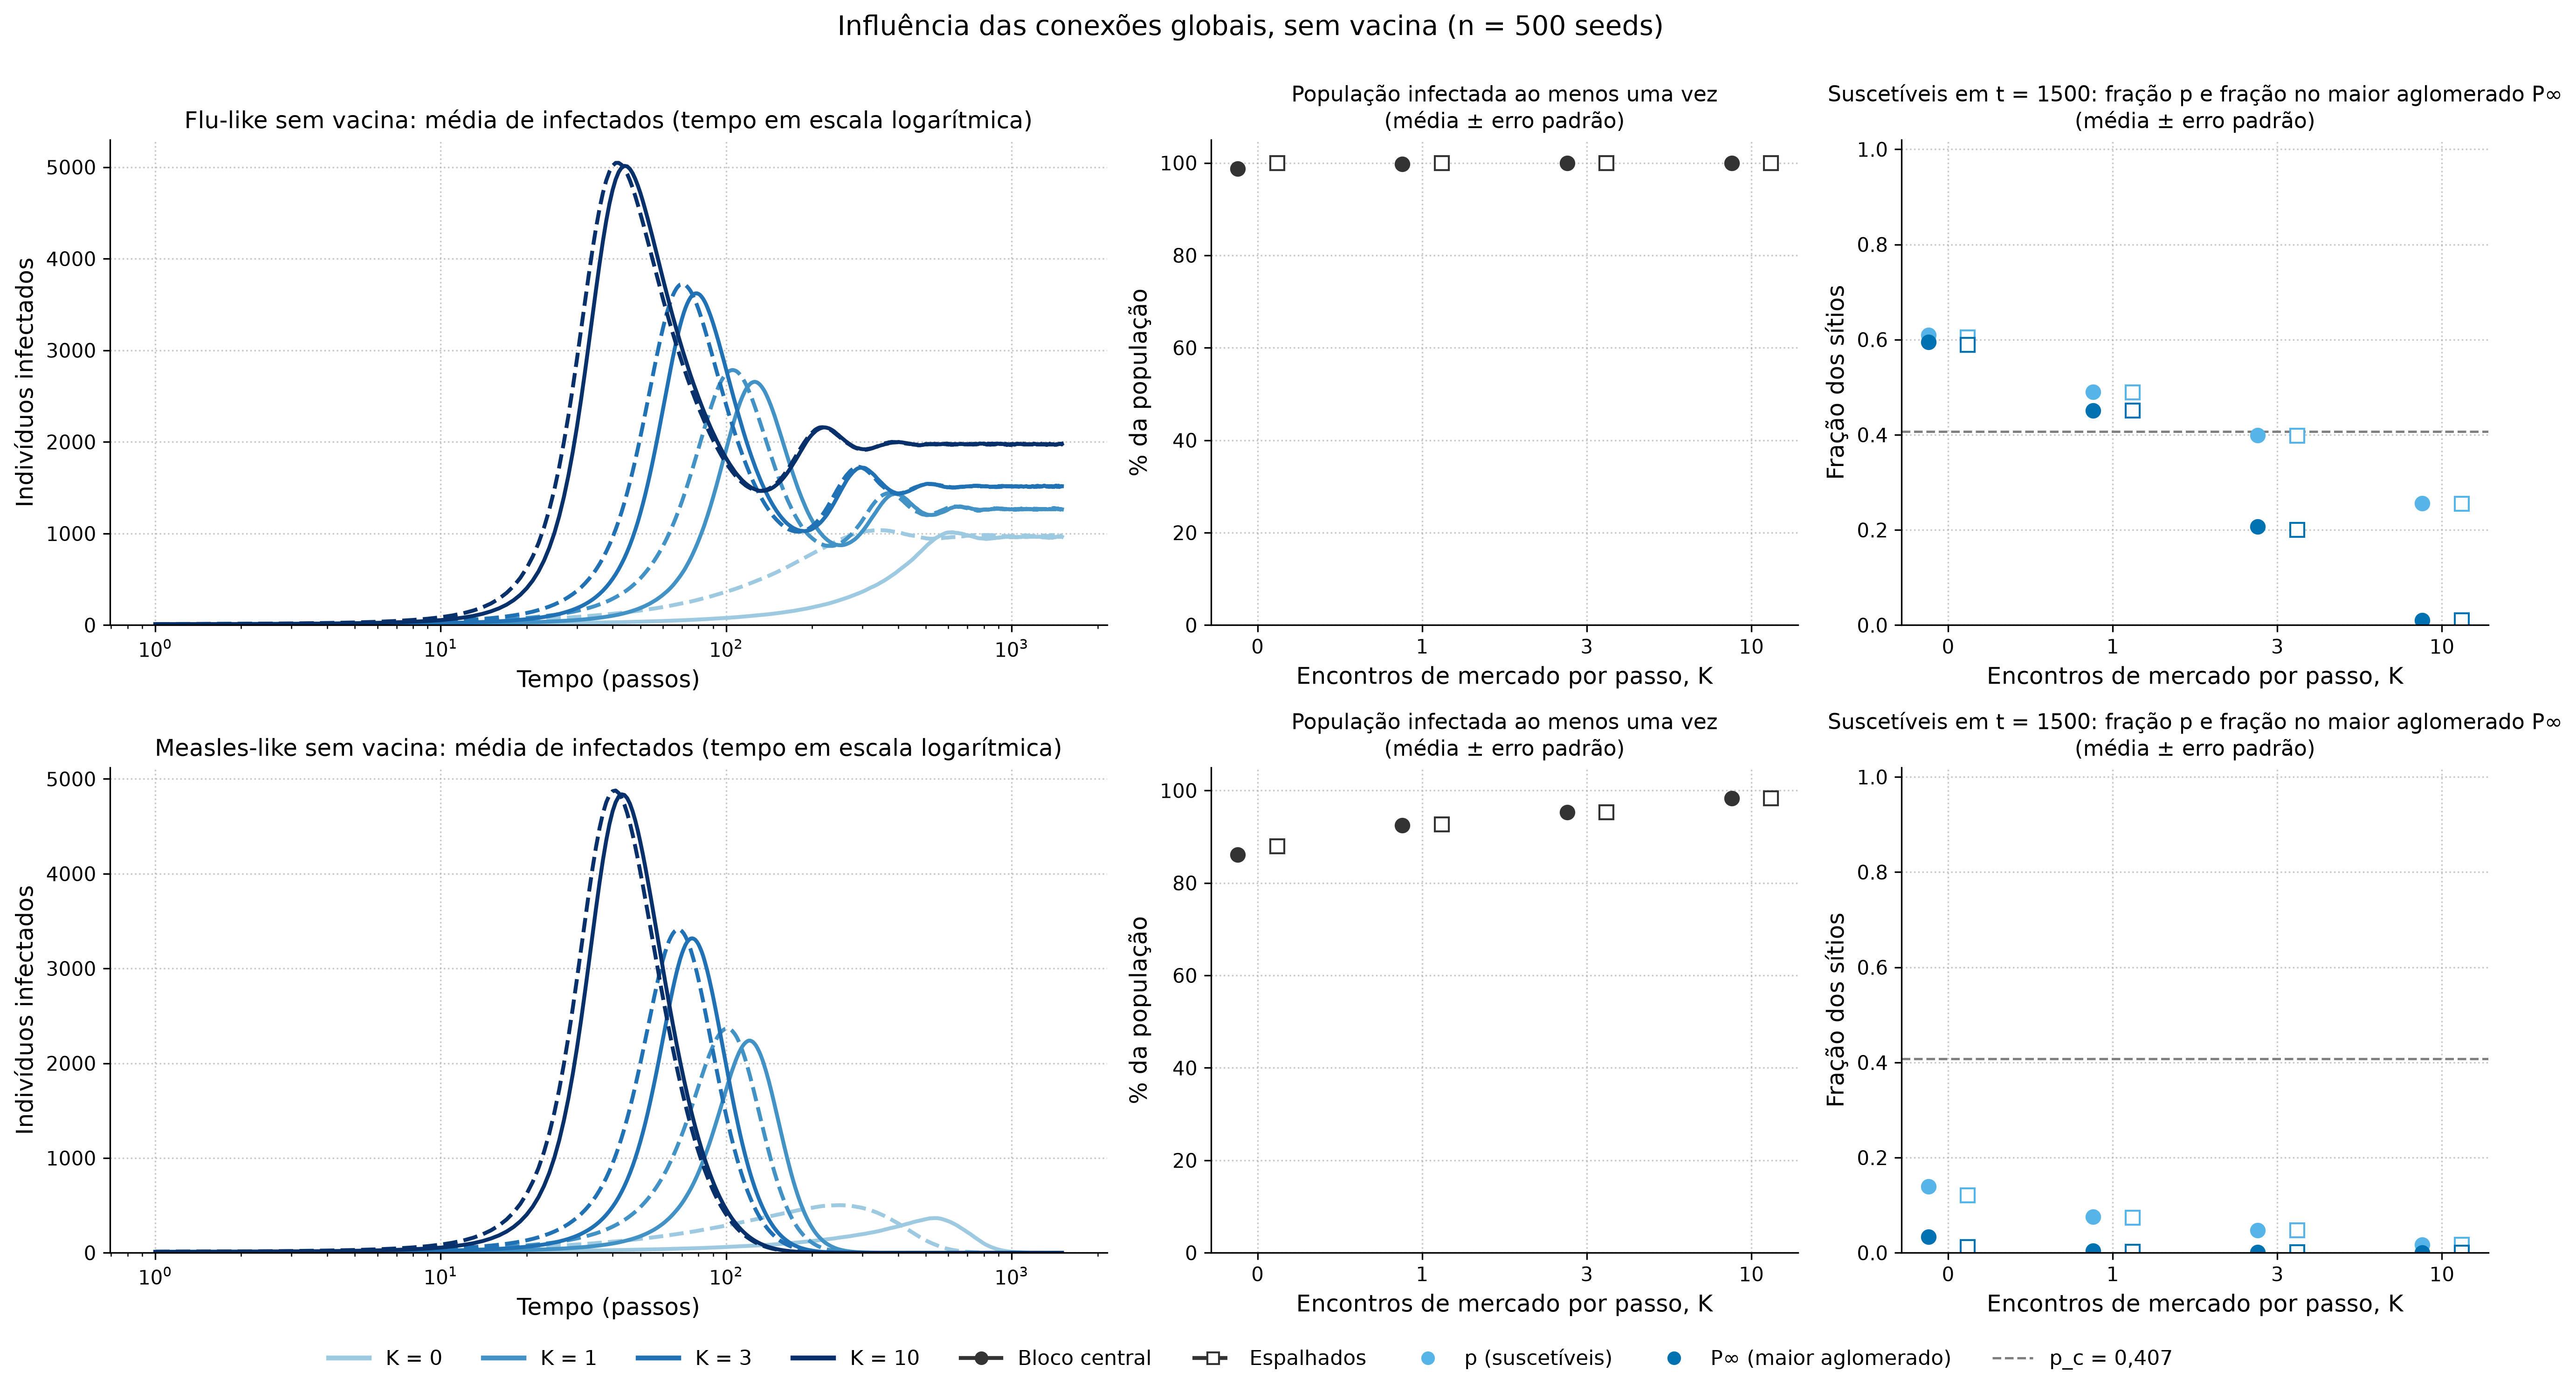 Influência das conexões globais, sem vacina (n = 500 seeds)
Flu-like sem vacina: média de infectados (tempo em escala logarítmica)
Indivíduos infectados
5000
4000
3000
2000
1000
0
10⁰
10¹
10²
10³
Tempo (passos)
População infectada ao menos uma vez
(média ± erro padrão)
% da população
100
80
60
40
20
0
0
1
3
10
Encontros de mercado por passo, K
Suscetíveis em t = 1500: fração p e fração no maior aglomerado P∞
(média ± erro padrão)
Fração dos sítios
1.0
0.8
0.6
0.4
0.2
0.0
0
1
3
10
Encontros de mercado por passo, K
Measles-like sem vacina: média de infectados (tempo em escala logarítmica)
Indivíduos infectados
5000
4000
3000
2000
1000
0
10⁰
10¹
10²
10³
Tempo (passos)
População infectada ao menos uma vez
(média ± erro padrão)
% da população
100
80
60
40
20
0
0
1
3
10
Encontros de mercado por passo, K
Suscetíveis em t = 1500: fração p e fração no maior aglomerado P∞
(média ± erro padrão)
Fração dos sítios
1.0
0.8
0.6
0.4
0.2
0.0
0
1
3
10
Encontros de mercado por passo, K
K = 0
K = 1
K = 3
K = 10
Bloco central
Espalhados
p (suscetíveis)
P∞ (maior aglomerado)
p_c = 0,407